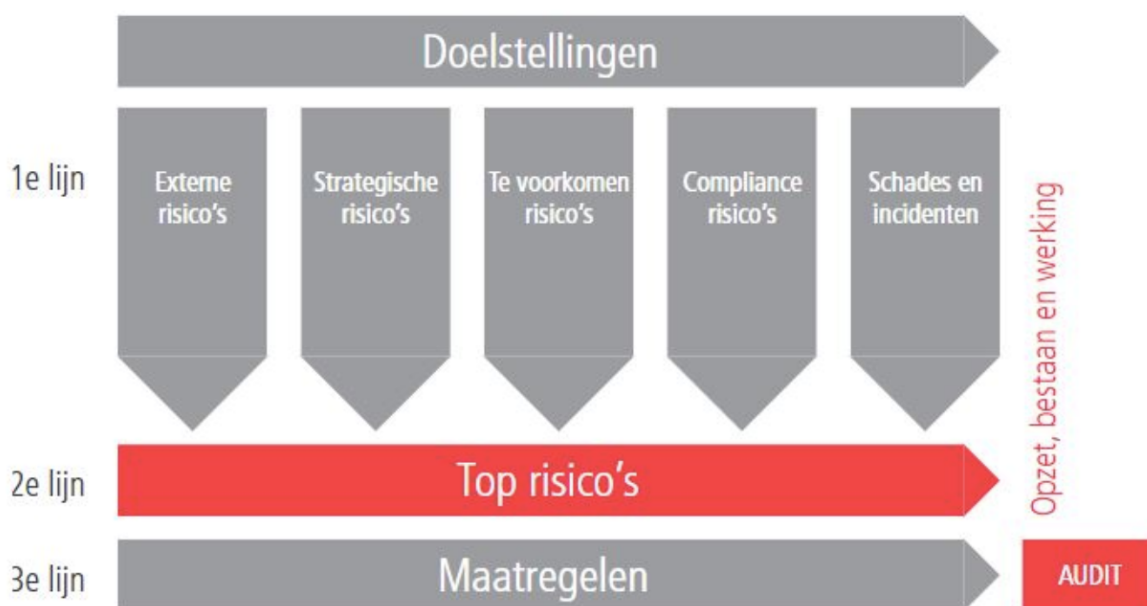 Doelstellingen
1e lijn
Externe
risico's
Strategische
risico's
Te voorkomen
risico's
Compliance
risico's
Schades en
incidenten
Opzet, bestaan en werking
2e lijn
Top risico's
3e lijn
Maatregelen
AUDIT